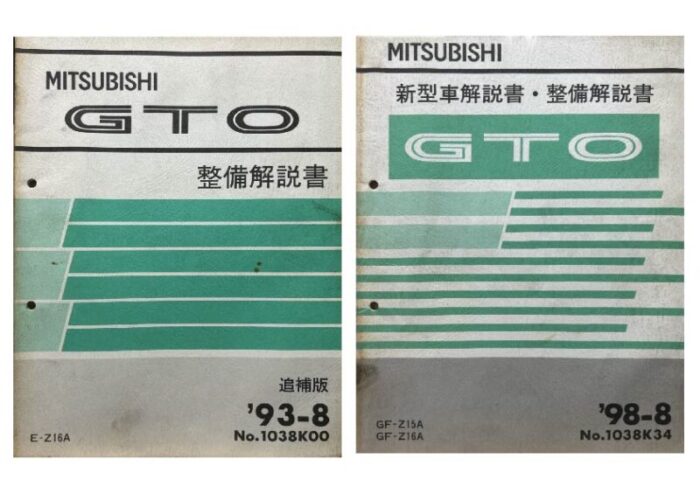 MITSUBISHI
GTO
整備解説書
追補版
'93-8
E-Z16A
No.1038K00
MITSUBISHI
新型車解説書・整備解説書
GTO
'98-8
GF-Z15A
GF-Z16A
No.1038K34